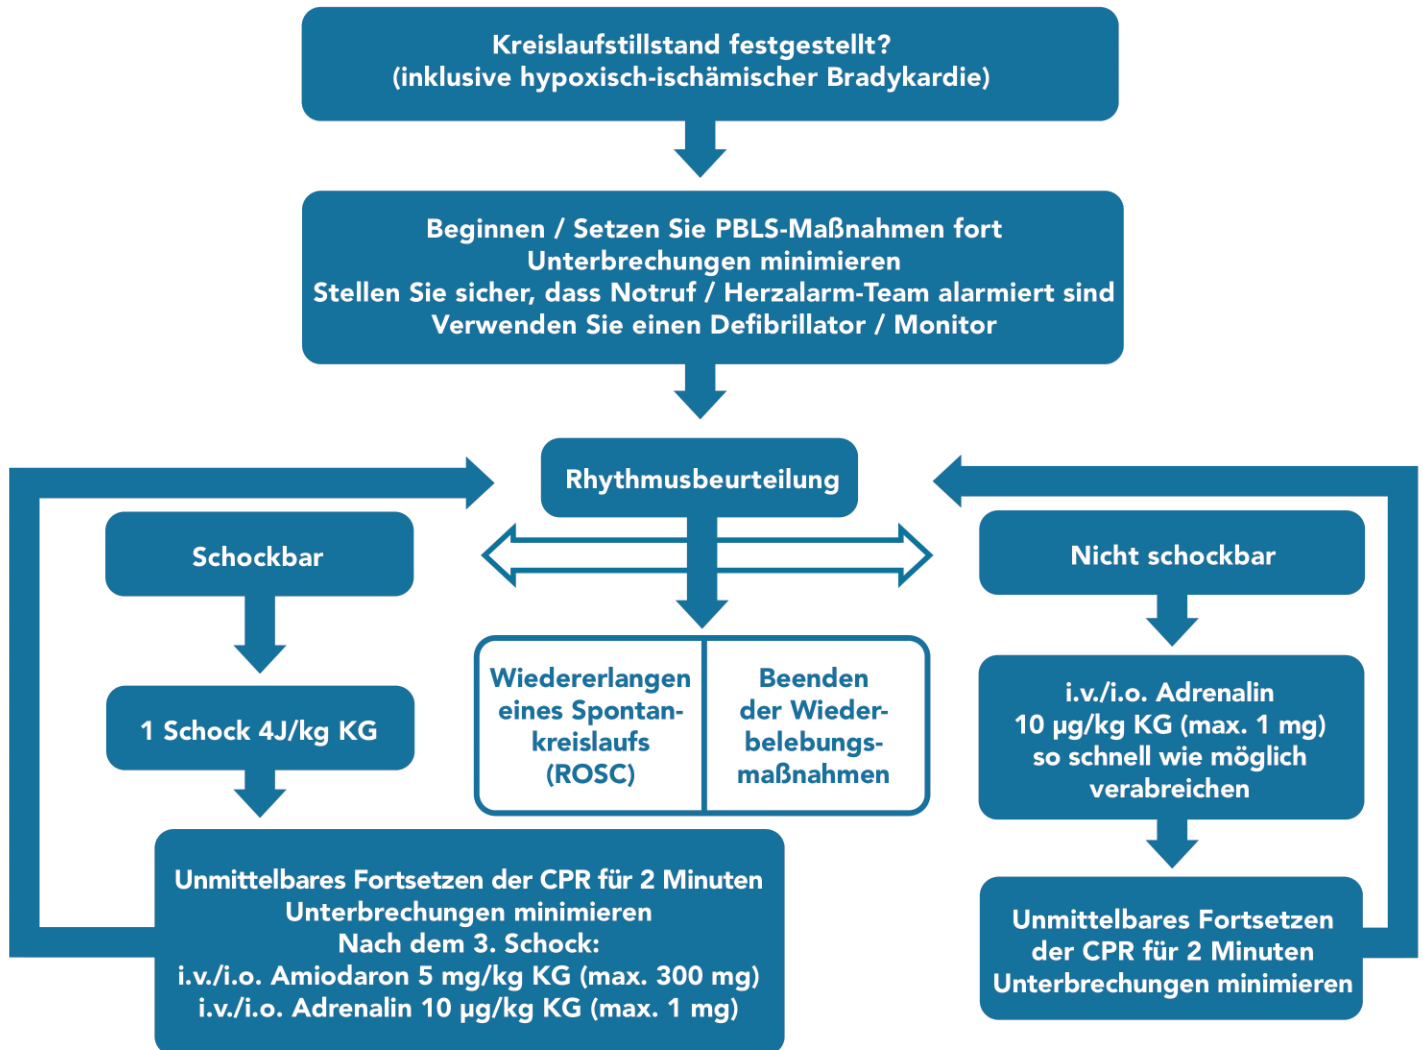 Kreislaufstillstand festgestellt?
(inklusive hypoxisch-ischämischer Bradykardie)
Beginnen / Setzen Sie PBLS-Maßnahmen fort
Unterbrechungen minimieren
Stellen Sie sicher, dass Notruf / Herzalarm-Team alarmiert sind
Verwenden Sie einen Defibrillator / Monitor
Rhythmusbeurteilung
Schockbar
1 Schock 4J/kg KG
Unmittelbares Fortsetzen der CPR für 2 Minuten
Unterbrechungen minimieren
Nach dem 3. Schock:
i.v./i.o. Amiodaron 5 mg/kg KG (max. 300 mg)
i.v./i.o. Adrenalin 10 µg/kg KG (max. 1 mg)
Wiedererlangen
eines Spontan-
kreislaufs
(ROSC)
Beenden
der Wieder-
belebungs-
maßnahmen
Nicht schockbar
i.v./i.o. Adrenalin
10 µg/kg KG (max. 1 mg)
so schnell wie möglich
verabreichen
Unmittelbares Fortsetzen
der CPR für 2 Minuten
Unterbrechungen minimieren